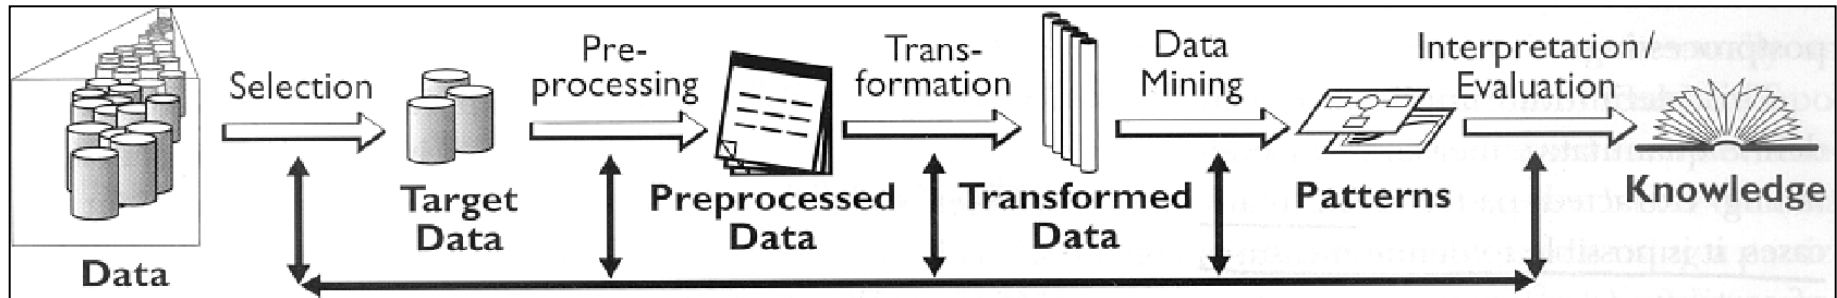 Data
Selection
Target
Data
Pre-
processing
Preprocessed
Data
Trans-
formation
Transformed
Data
Data
Mining
Patterns
Interpretation/
Evaluation
Knowledge